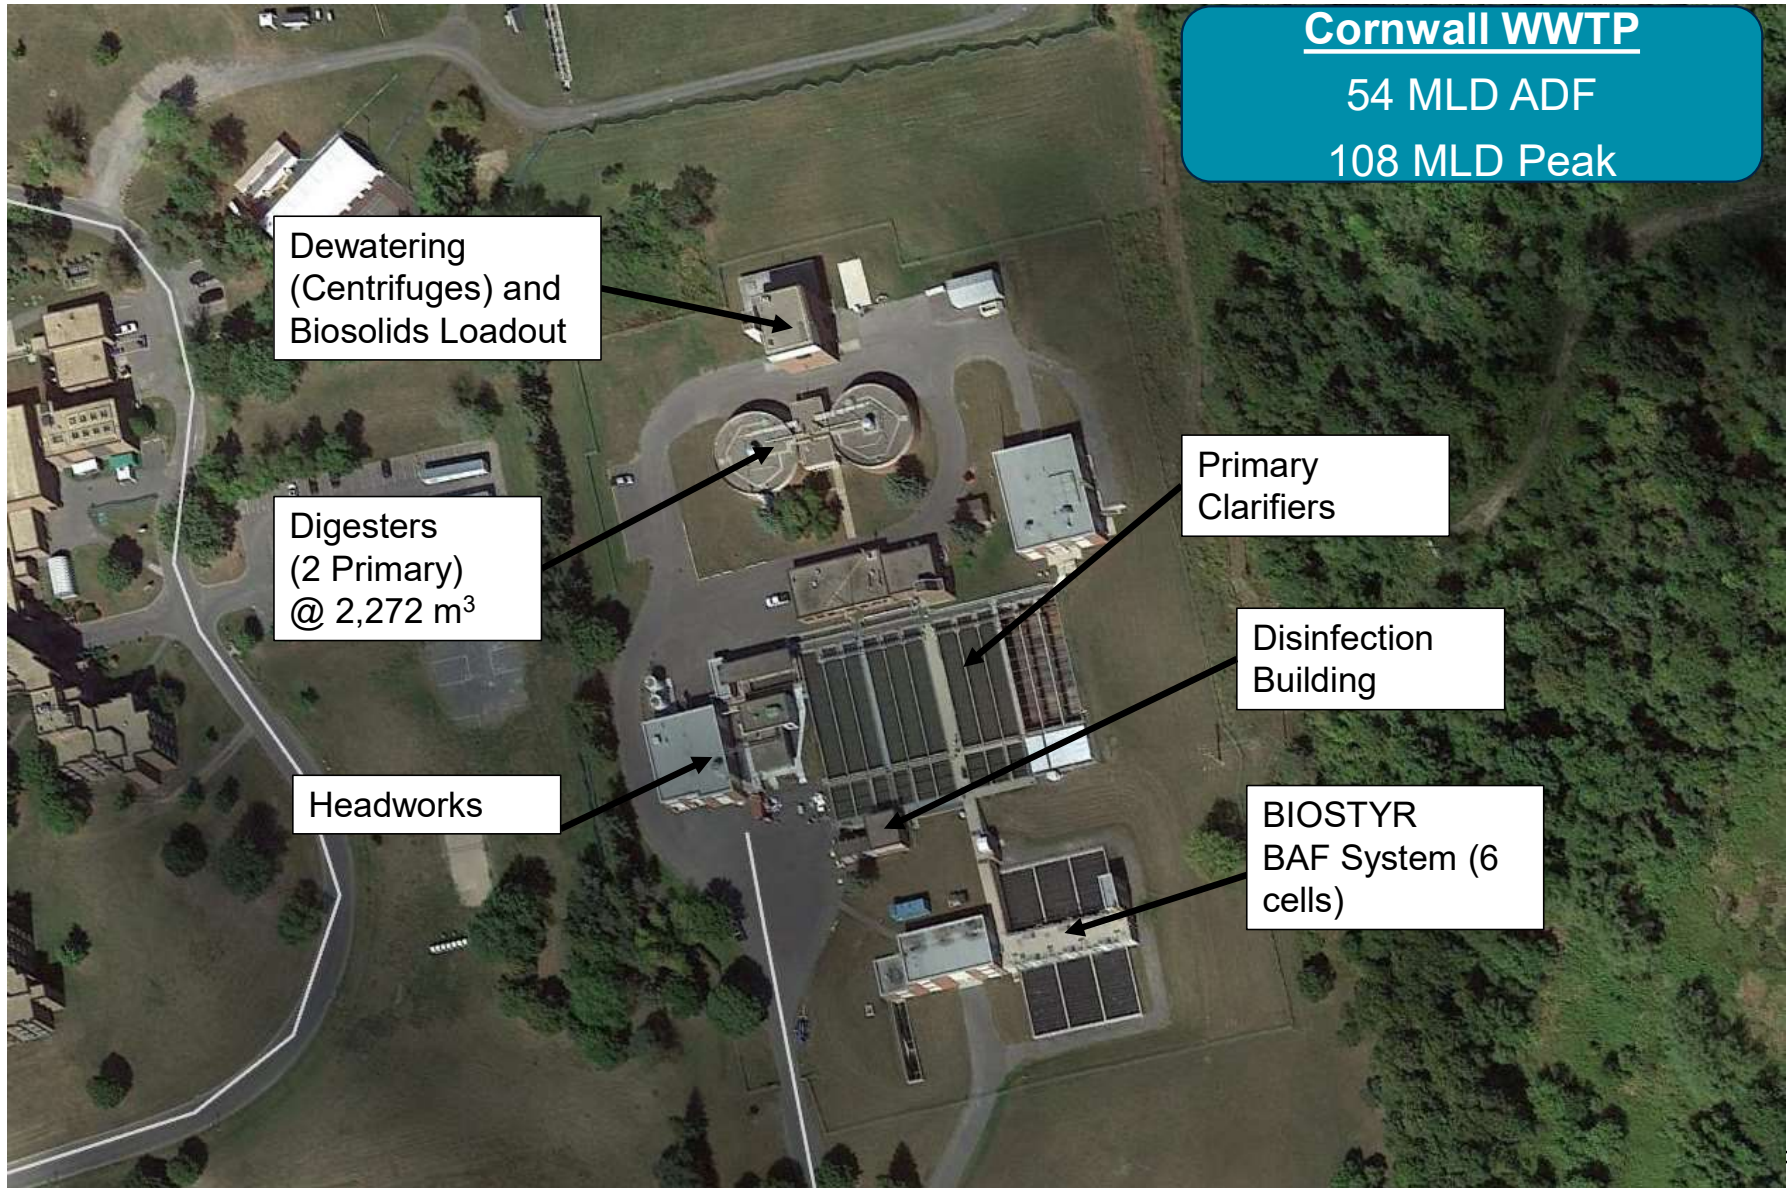 Cornwall WWTP
54 MLD ADF
108 MLD Peak
Dewatering
(Centrifuges) and
Biosolids Loadout
Primary
Clarifiers
Digesters
(2 Primary)
@ 2,272 m³
Disinfection
Building
Headworks
BIOSTYR
BAF System (6
cells)